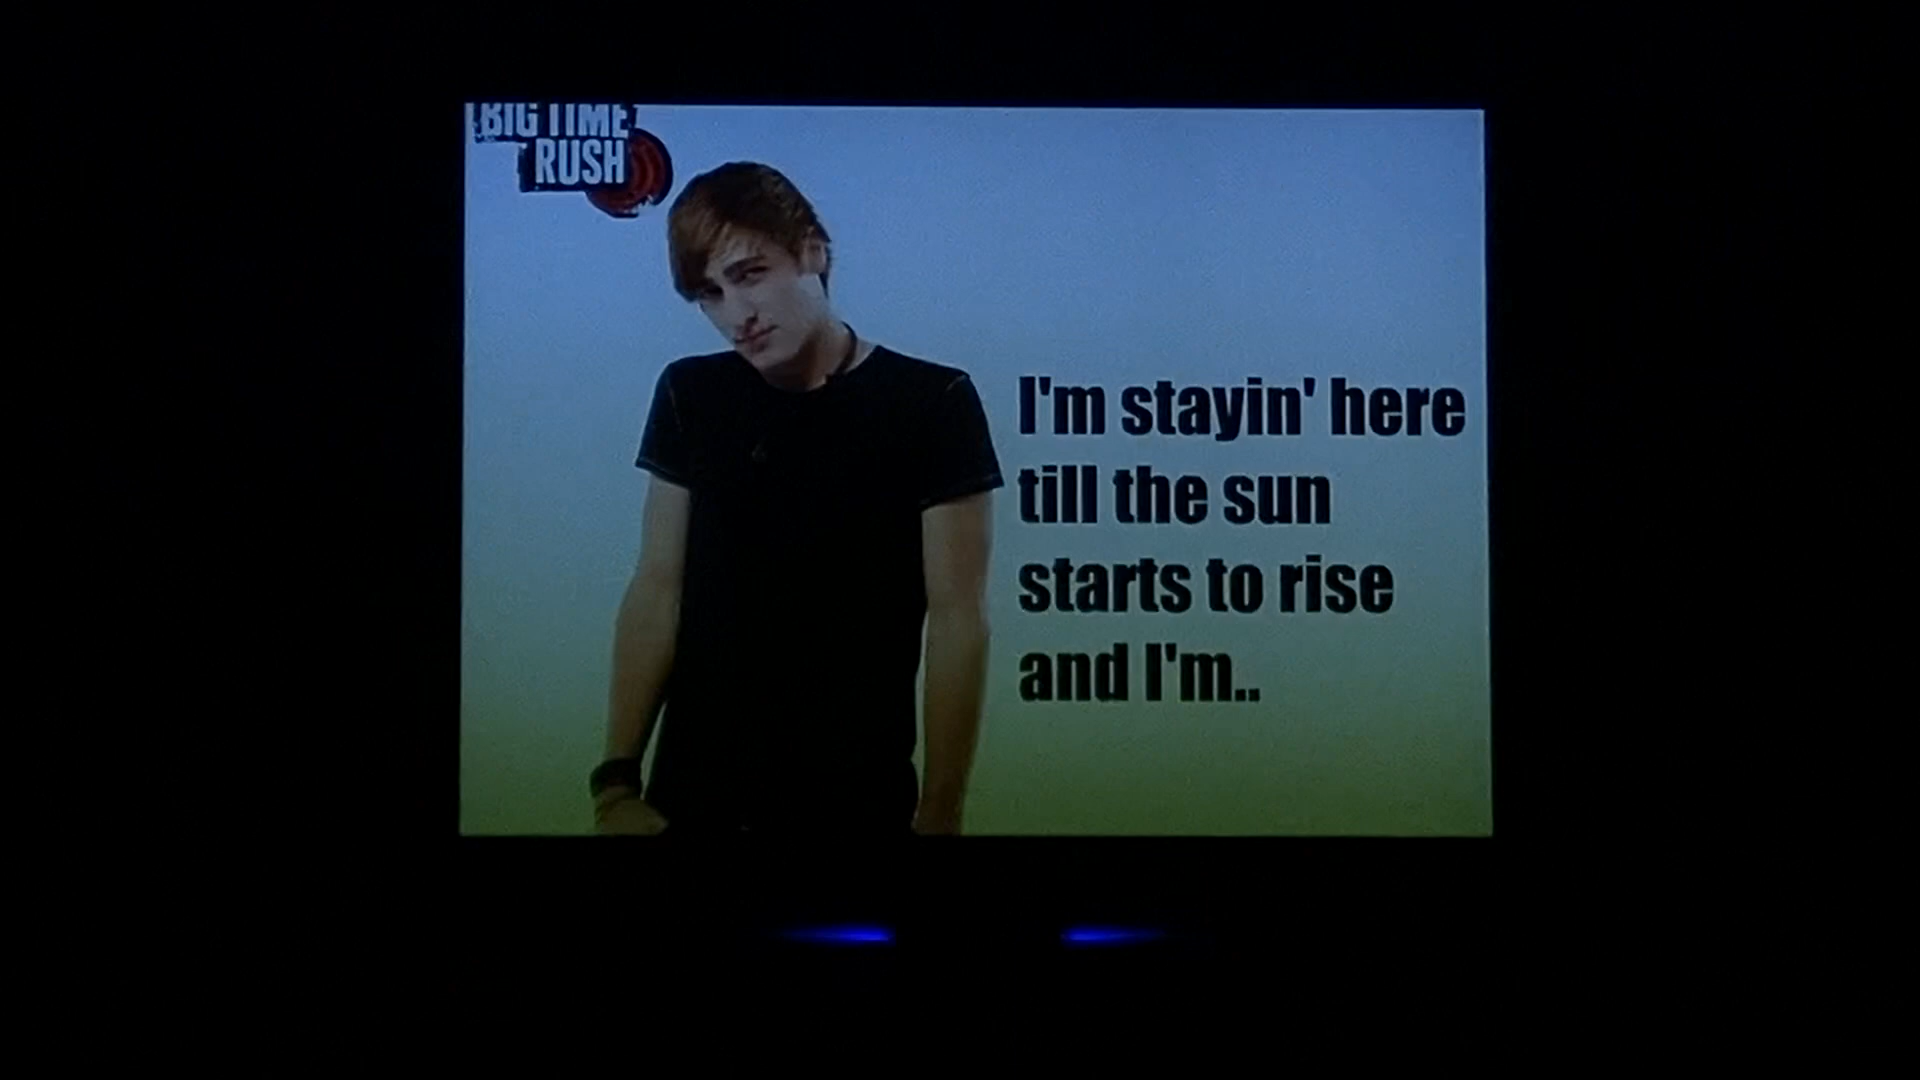 BIG TIME
RUSH
I'm stayin' here
till the sun
starts to rise
and I'm..